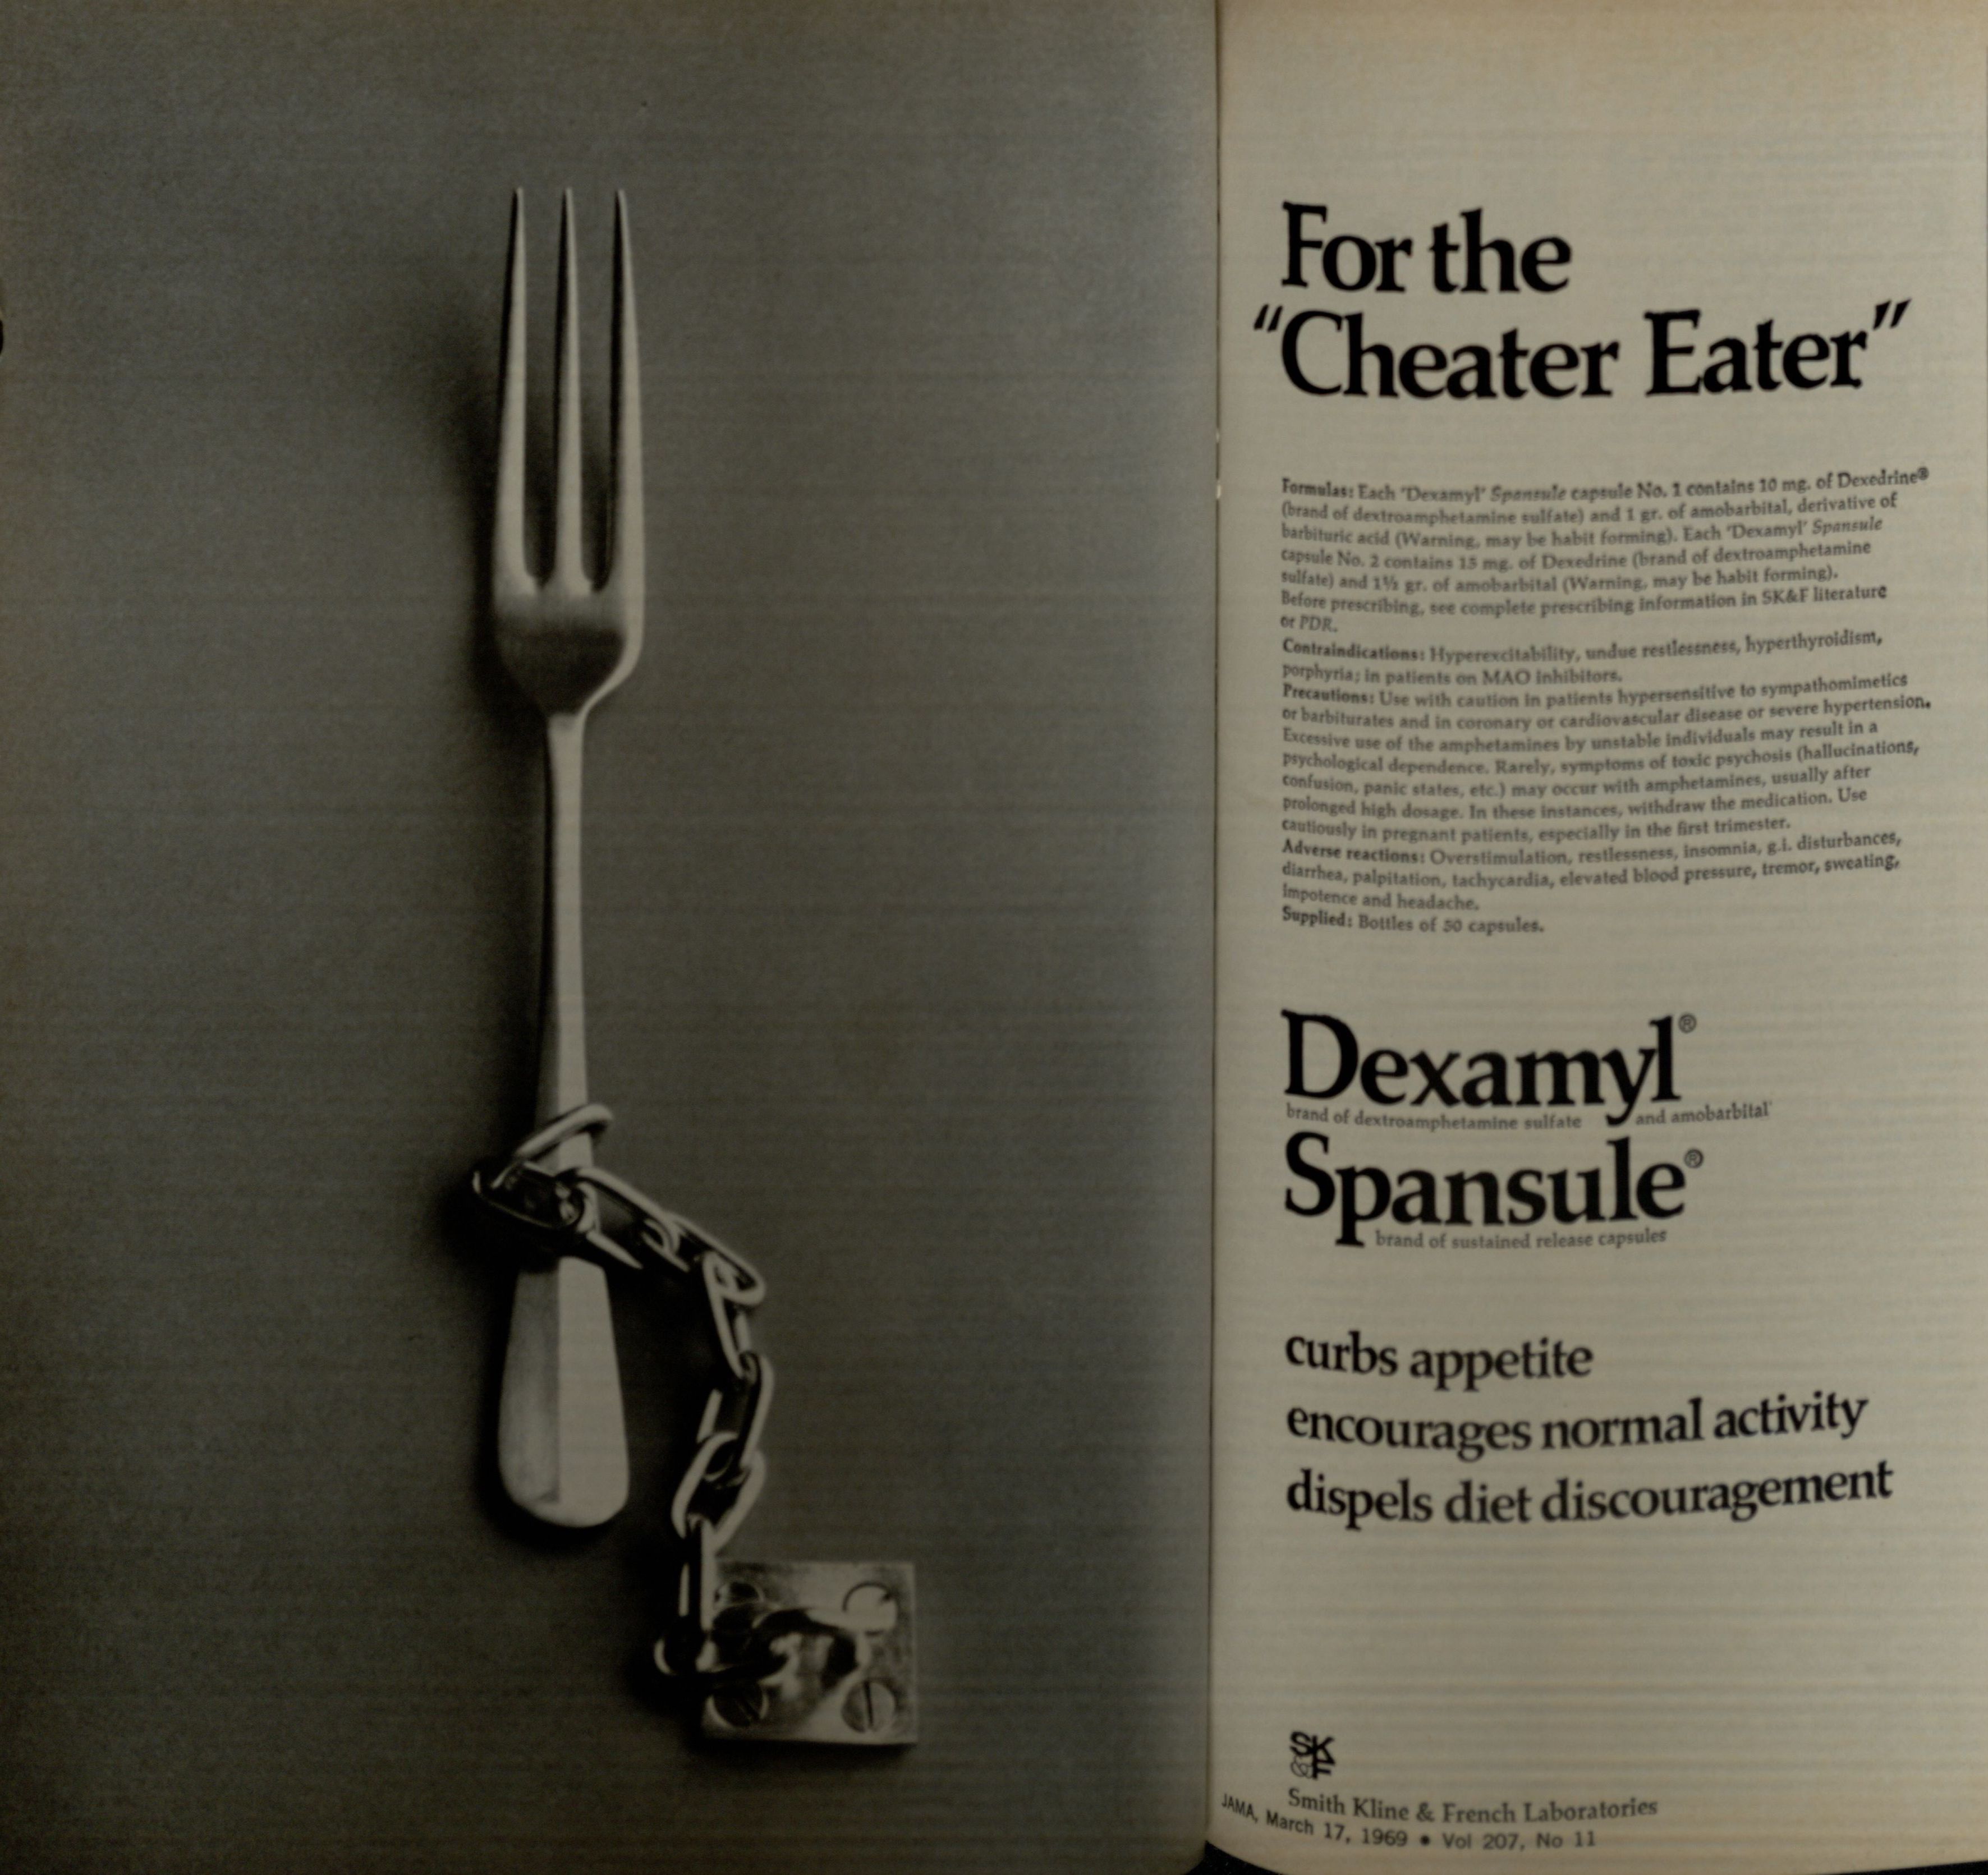 For the
“Cheater Eater”
Formulas: Each ‘Dexamyl’ Spansule capsule No. 1 contains 10 mg. of Dexedrine®
(brand of dextroamphetamine sulfate) and 1 gr. of amobarbital, derivative of
barbituric acid (Warning, may be habit forming). Each ‘Dexamyl’ Spansule
capsule No. 2 contains 15 mg. of Dexedrine (brand of dextroamphetamine
sulfate) and 1½ gr. of amobarbital (Warning, may be habit forming).
Before prescribing, see complete prescribing information in SK&F literature
or PDR.
Contraindications: Hyperexcitability, undue restlessness, hyperthyroidism,
porphyria; in patients on MAO inhibitors.
Precautions: Use with caution in patients hypersensitive to sympathomimetics
or barbiturates and in coronary or cardiovascular disease or severe hypertension.
Excessive use of the amphetamines by unstable individuals may result in a
psychological dependence. Rarely, symptoms of toxic psychosis (hallucinations,
confusion, panic states, etc.) may occur with amphetamines, usually after
prolonged high dosage. In these instances, withdraw the medication. Use
cautiously in pregnant patients, especially in the first trimester.
Adverse reactions: Overstimulation, restlessness, insomnia, g.i. disturbances,
diarrhea, palpitation, tachycardia, elevated blood pressure, tremor, sweating,
impotence and headache.
Supplied: Bottles of 50 capsules.
Dexamyl®
brand of dextroamphetamine sulfate and amobarbital
Spansule®
brand of sustained release capsules
curbs appetite
encourages normal activity
dispels diet discouragement
SK
&F
Smith Kline & French Laboratories
JAMA, March 17, 1969 • Vol 207, No 11